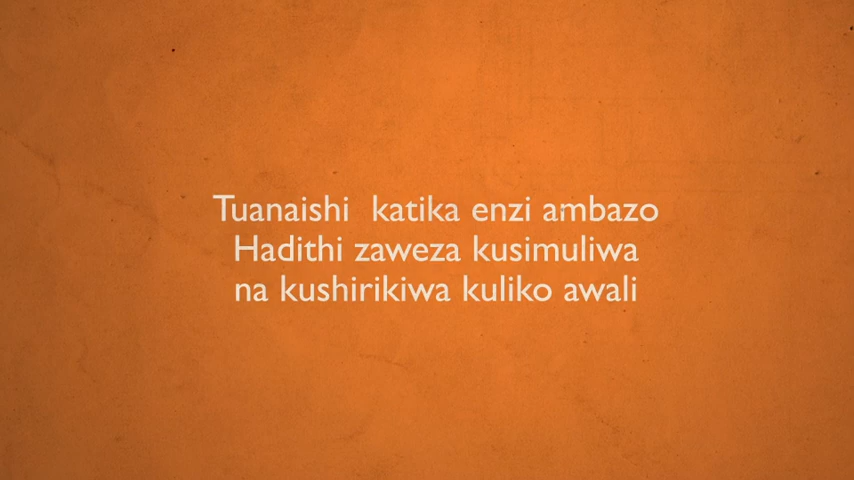 Tuanaishi  katika enzi ambazo
Hadithi zaweza kusimuliwa
na kushirikiwa kuliko awali